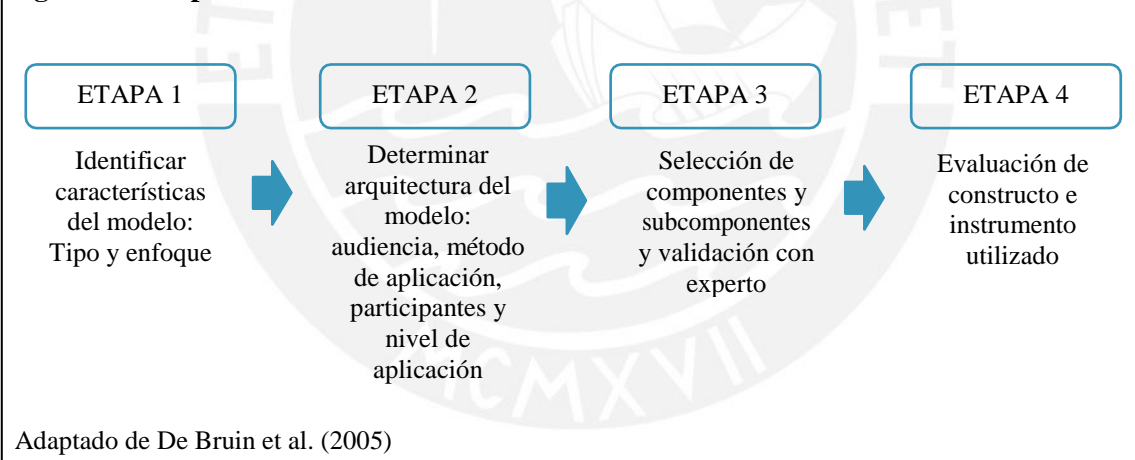 ETAPA 1
ETAPA 2
ETAPA 3
ETAPA 4
Identificar
características
del modelo:
Tipo y enfoque
Determinar
arquitectura del
modelo:
audiencia, método
de aplicación,
participantes y
nivel de
aplicación
Selección de
componentes y
subcomponentes
y validación con
experto
Evaluación de
constructo e
instrumento
utilizado
MCMXVII
Adaptado de De Bruin et al. (2005)